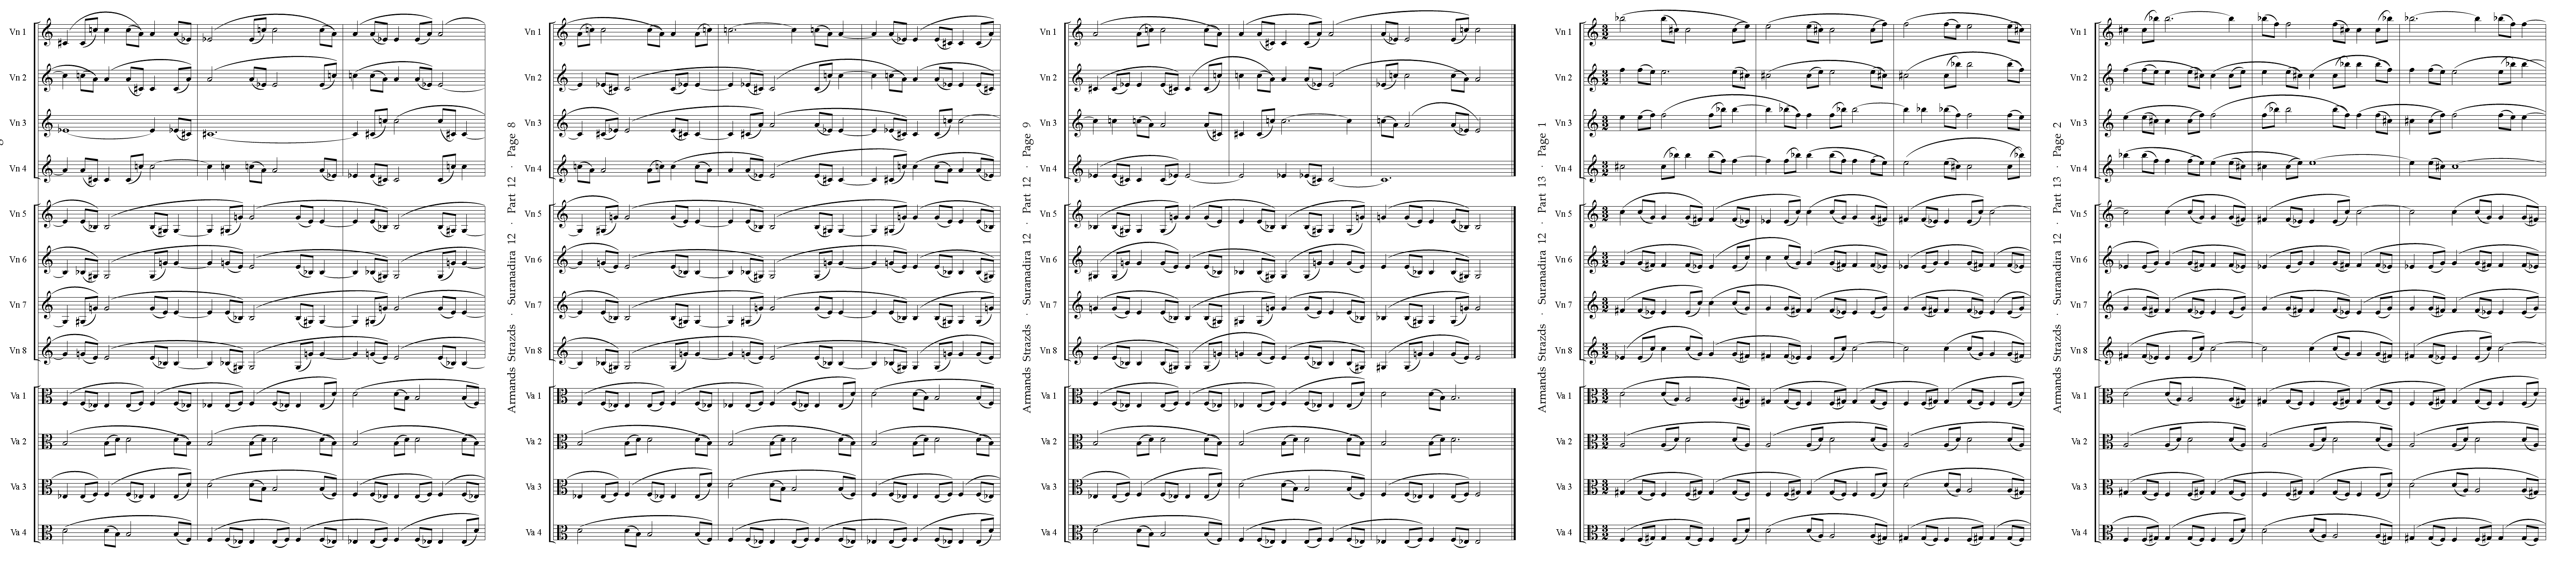 Vn 1
Vn 2
Vn 3
Vn 4
Vn 5
Vn 6
Vn 7
Vn 8
Va 1
Va 2
Va 3
Va 4
Armands Strazds · Suranadira 12 · Part 12 · Page 8
Vn 1
Vn 2
Vn 3
Vn 4
Vn 5
Vn 6
Vn 7
Vn 8
Va 1
Va 2
Va 3
Va 4
Armands Strazds · Suranadira 12 · Part 12 · Page 9
Vn 1
Vn 2
Vn 3
Vn 4
Vn 5
Vn 6
Vn 7
Vn 8
Va 1
Va 2
Va 3
Va 4
Armands Strazds · Suranadira 12 · Part 13 · Page 1
Vn 1
Vn 2
Vn 3
Vn 4
Vn 5
Vn 6
Vn 7
Vn 8
Va 1
Va 2
Va 3
Va 4
Armands Strazds · Suranadira 12 · Part 13 · Page 2
Vn 1
Vn 2
Vn 3
Vn 4
Vn 5
Vn 6
Vn 7
Vn 8
Va 1
Va 2
Va 3
Va 4